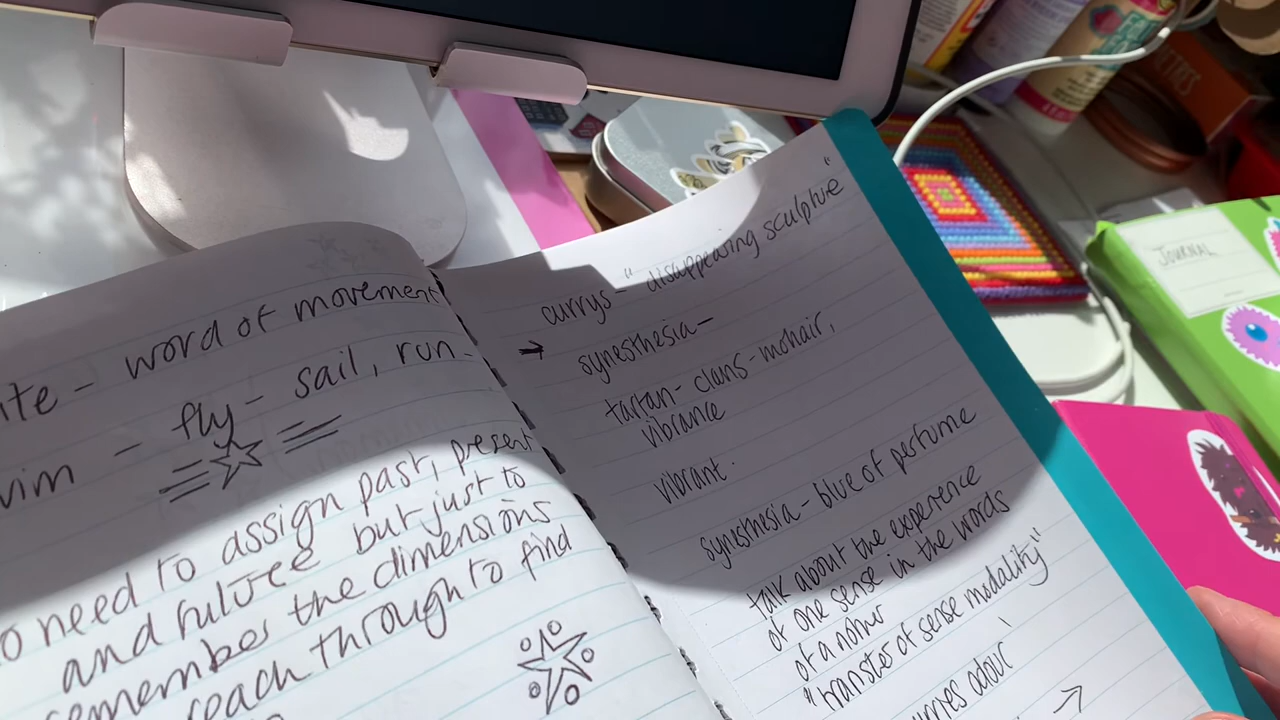 ite - word of movement
vim - fly - sail, run -
o need to assign past, present
and future but just to
remember the dimensions
reach through to find
currys - "disappearing sculpture"
→ synesthesia -
tartan - clans - mohair,
vibrance
vibrant.
synesthesia - blue of perfume
talk about the experience
of one sense in the words
of another
"transfer of sense modality"
odour
JOURNAL